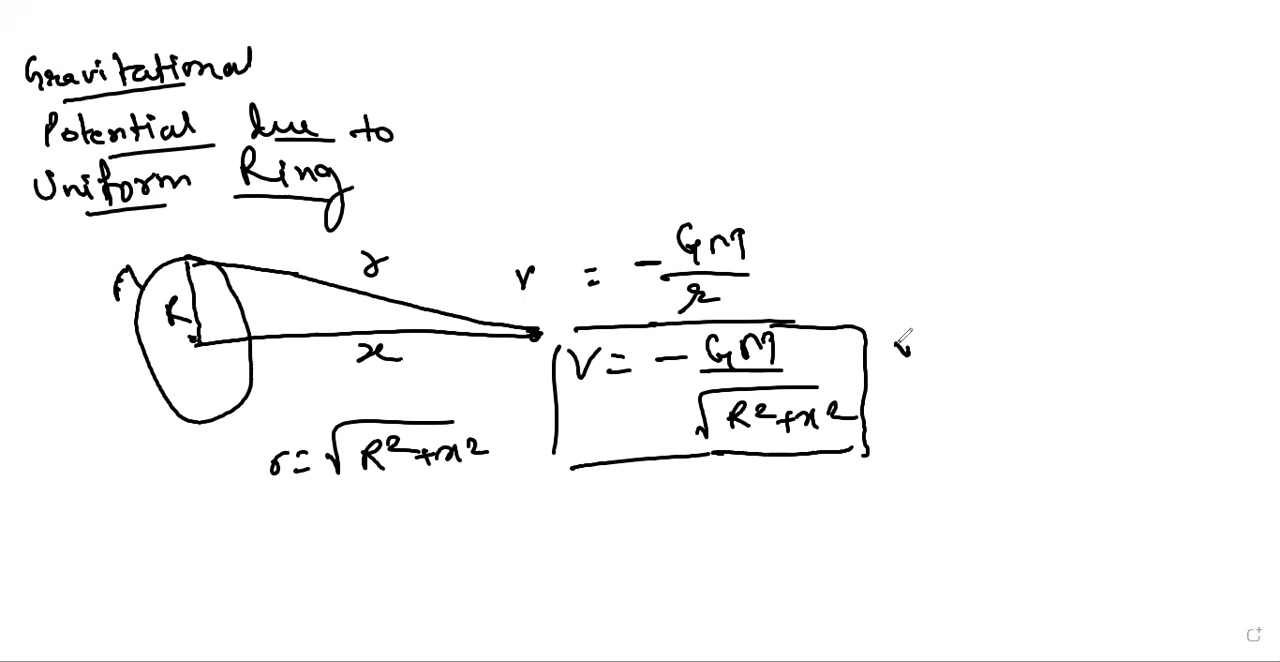 Gravitational
Potential due to
Uniform Ring
M
R
r
x
V = - GM / r
V = - GM / √R²+x²
r = √R²+x²